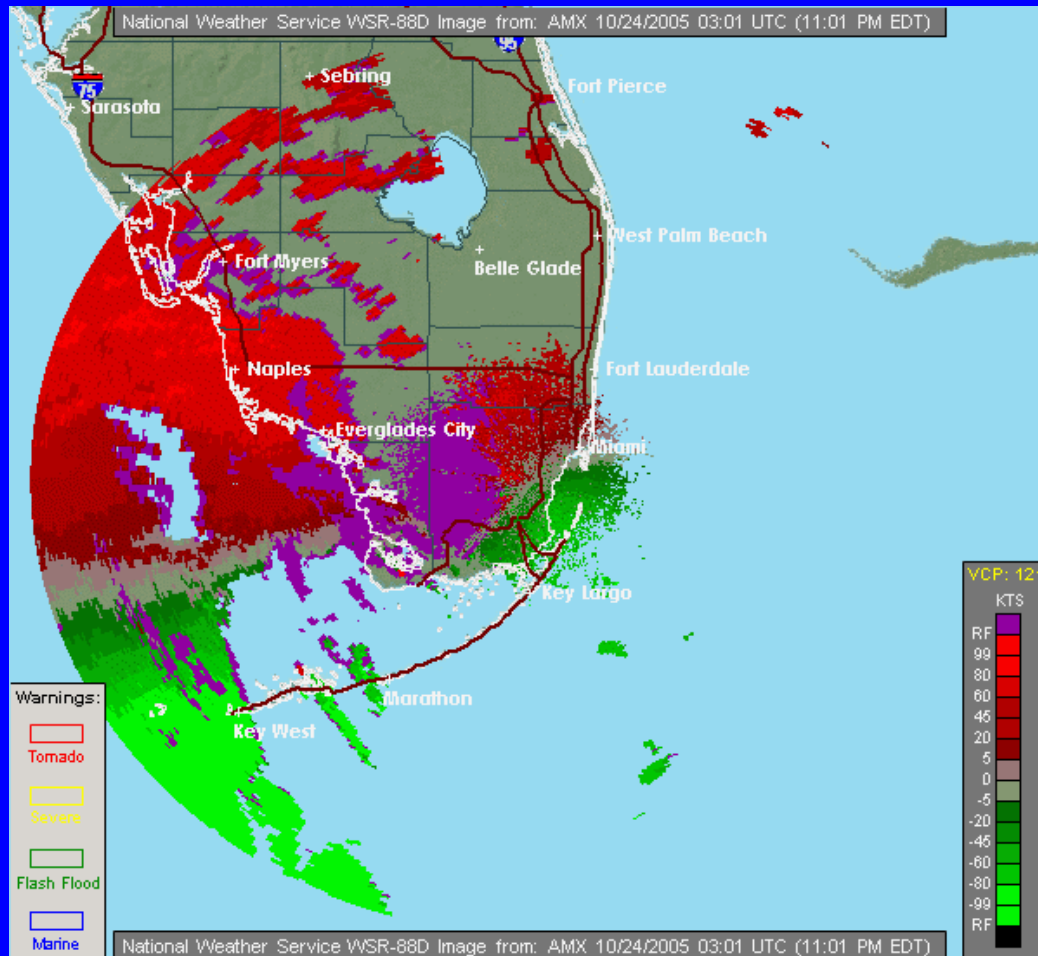 National Weather Service WSR-88D Image from: AMX 10/24/2005 03:01 UTC (11:01 PM EDT)
95
75
Sebring
Fort Pierce
Sarasota
West Palm Beach
Fort Myers
Belle Glade
Naples
Fort Lauderdale
Everglades City
Miami
Key Largo
Marathon
Key West
Warnings:
Tornado
Severe
Flash Flood
Marine
VCP: 12
KTS
RF
99
80
60
45
20
5
0
-5
-20
-45
-60
-80
-99
RF
National Weather Service WSR-88D Image from: AMX 10/24/2005 03:01 UTC (11:01 PM EDT)